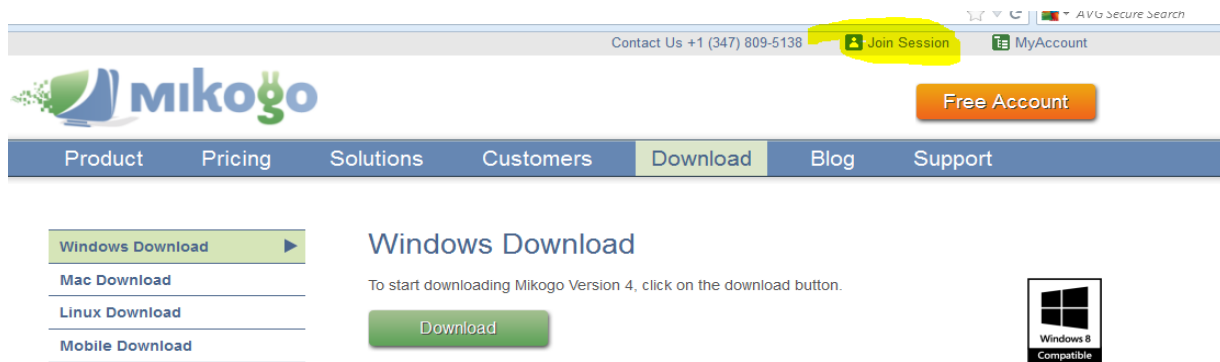 AVG Secure Search
Contact Us +1 (347) 809-5138 Join Session MyAccount
mikogo
Free Account
Product Pricing Solutions Customers Download Blog Support
Windows Download
Mac Download
Linux Download
Mobile Download
Windows Download
To start downloading Mikogo Version 4, click on the download button.
Download
Windows 8
Compatible